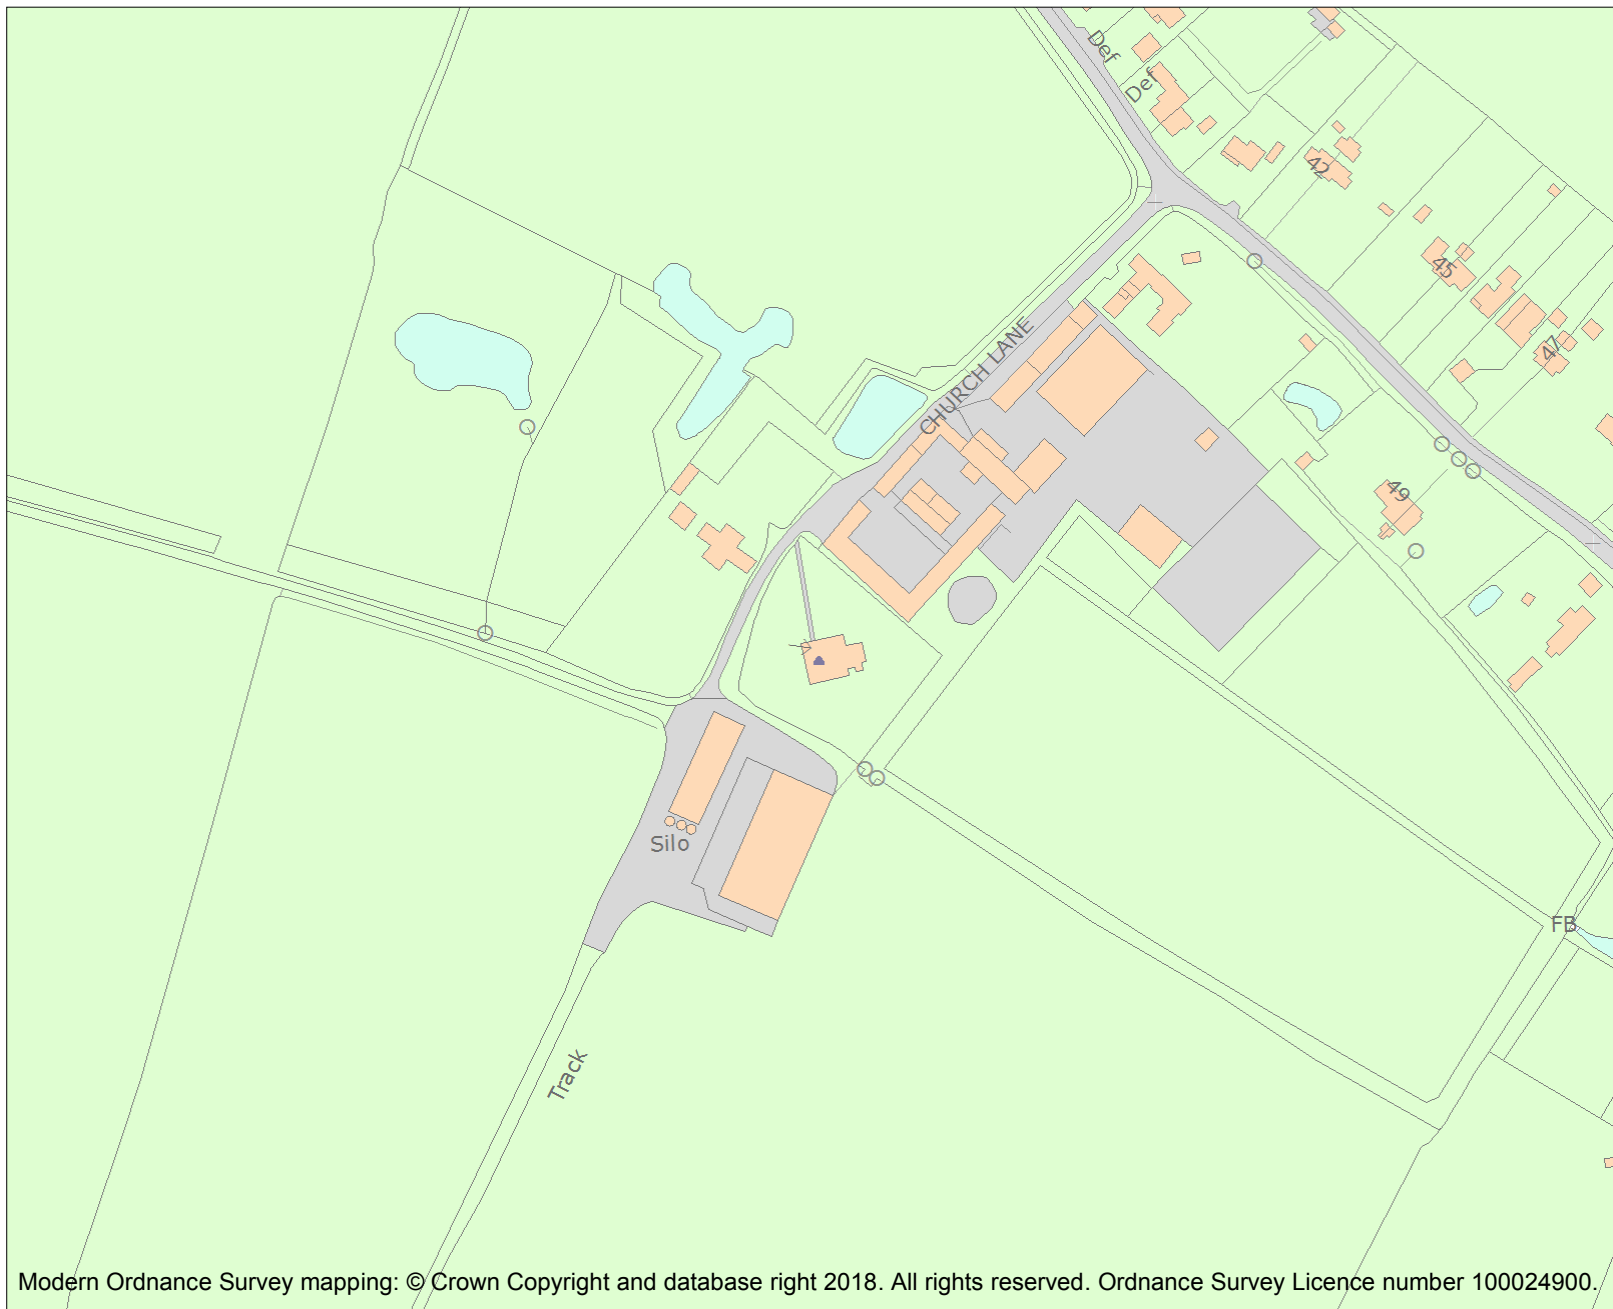 Def
Def
42
45
47
CHURCH LANE
49
Silo
FB
Track
Modern Ordnance Survey mapping: © Crown Copyright and database right 2018. All rights reserved. Ordnance Survey Licence number 100024900.